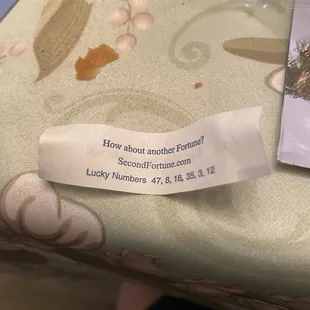 How about another Fortune?
SecondFortune.com
Lucky Numbers 47, 8, 18, 35, 3, 12